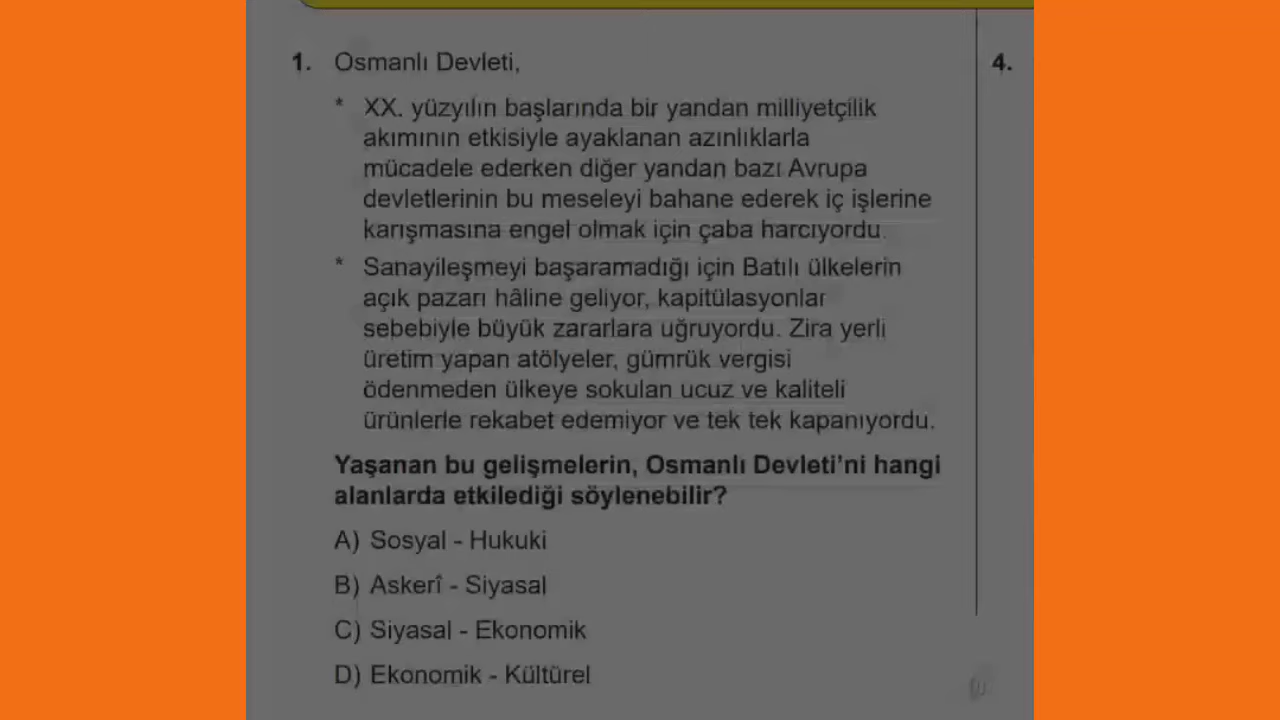 1. Osmanlı Devleti,
* XX. yüzyılın başlarında bir yandan milliyetçilik
akımının etkisiyle ayaklanan azınlıklarla
mücadele ederken diğer yandan bazı Avrupa
devletlerinin bu meseleyi bahane ederek iç işlerine
karışmasına engel olmak için çaba harcıyordu.
* Sanayileşmeyi başaramadığı için Batılı ülkelerin
açık pazarı hâline geliyor, kapitülasyonlar
sebebiyle büyük zararlara uğruyordu. Zira yerli
üretim yapan atölyeler, gümrük vergisi
ödenmeden ülkeye sokulan ucuz ve kaliteli
ürünlerle rekabet edemiyor ve tek tek kapanıyordu.
Yaşanan bu gelişmelerin, Osmanlı Devleti'ni hangi
alanlarda etkilediği söylenebilir?
A) Sosyal - Hukuki
B) Askerî - Siyasal
C) Siyasal - Ekonomik
D) Ekonomik - Kültürel
4.